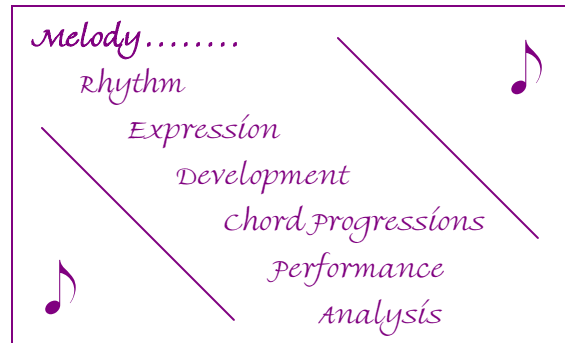 Melody........
Rhythm
Expression
Development
Chord Progressions
Performance
Analysis